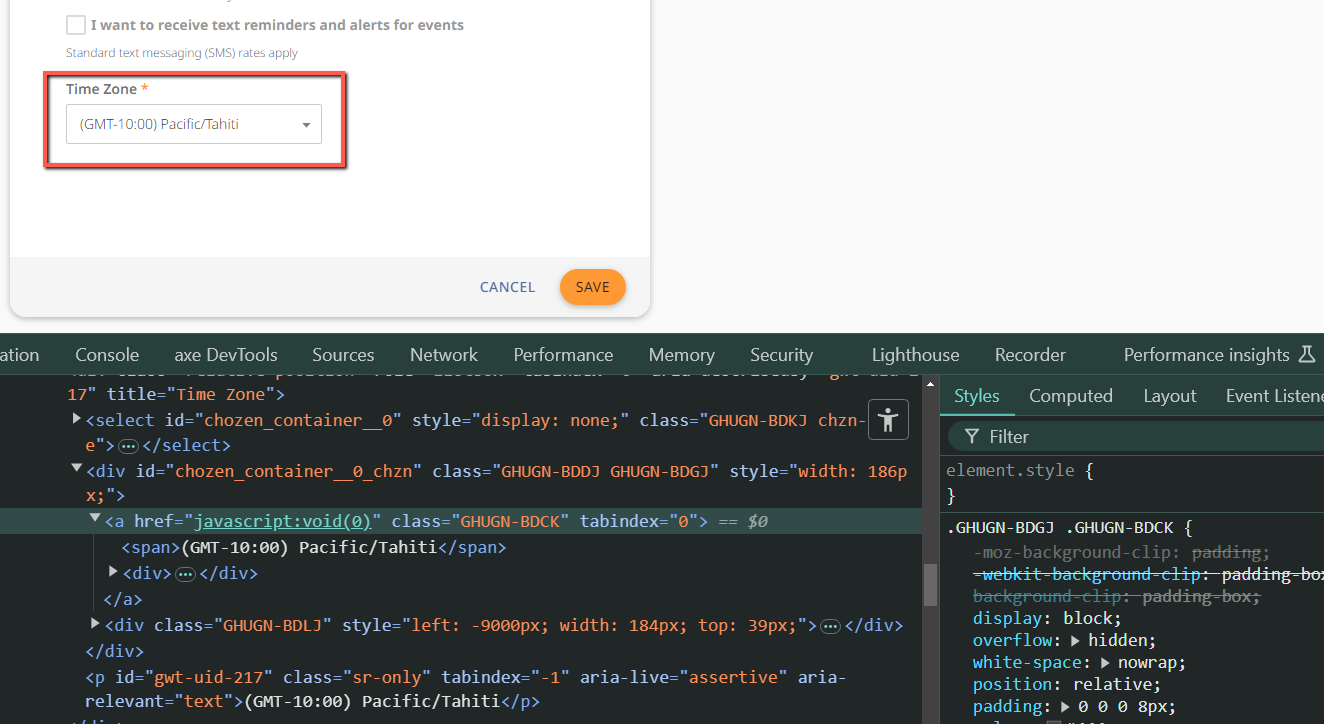 I want to receive text reminders and alerts for events
Standard text messaging (SMS) rates apply
Time Zone *
(GMT-10:00) Pacific/Tahiti
CANCEL SAVE
ation Console axe DevTools Sources Network Performance Memory Security Lighthouse Recorder Performance insights
17" title="Time Zone">
<select id="chozen_container__0" style="display: none;" class="GHUGN-BDKJ chzn-
e"> ... </select>
<div id="chozen_container__0_chzn" class="GHUGN-BDDJ GHUGN-BDGJ" style="width: 186p
x;">
<a href="javascript:void(0)" class="GHUGN-BDCK" tabindex="0"> == $0
<span>(GMT-10:00) Pacific/Tahiti</span>
<div> ... </div>
</a>
<div class="GHUGN-BDLJ" style="left: -9000px; width: 184px; top: 39px;"> ... </div>
</div>
<p id="gwt-uid-217" class="sr-only" tabindex="-1" aria-live="assertive" aria-
relevant="text">(GMT-10:00) Pacific/Tahiti</p>
Styles Computed Layout Event Listene
Filter
element.style {
}
.GHUGN-BDGJ .GHUGN-BDCK {
-moz-background-clip: padding;
-webkit-background-clip: padding-box
background-clip: padding-box;
display: block;
overflow: hidden;
white-space: nowrap;
position: relative;
padding: 0 0 0 8px;